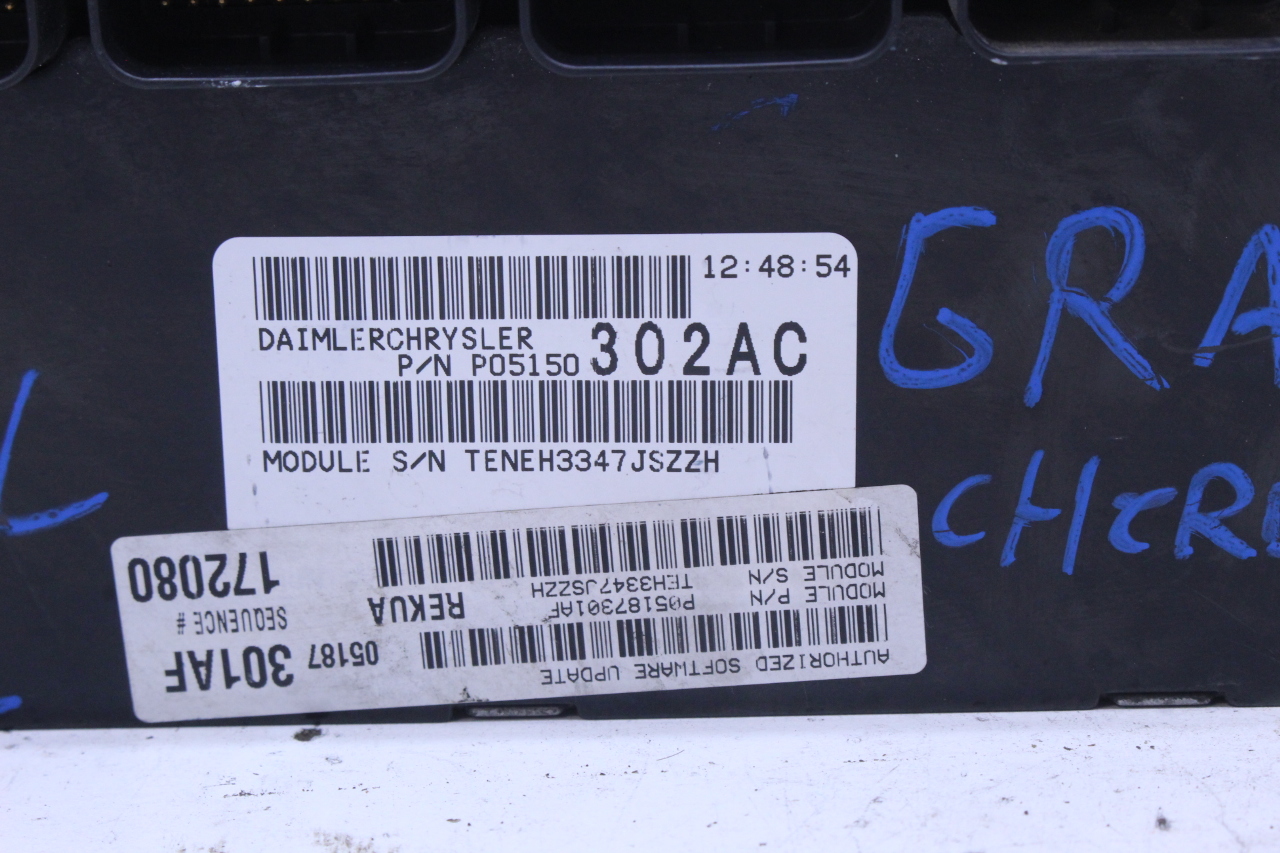 12:48:54
DAIMLERCHRYSLER
P/N P05150 302AC
MODULE S/N TENEH3347JSZZH
GRA
CHERO
L
AUTHORIZED SOFTWARE UPDATE
05187 301AF
MODULE P/N P05187301AF
MODULE S/N TEH3347JSZZH
REKUA
SEQUENCE #
172080